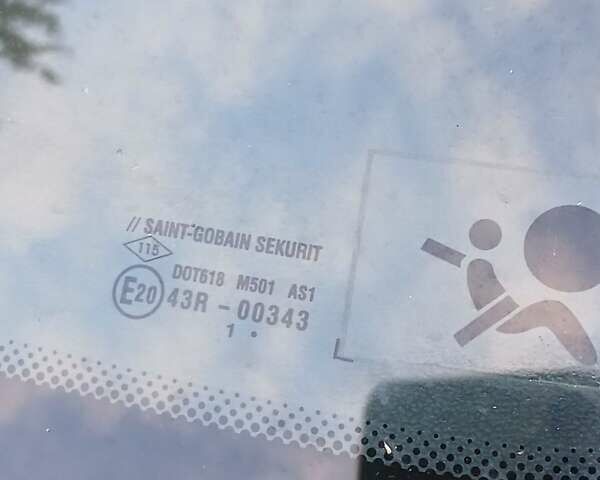 // SAINT-GOBAIN SEKURIT
115
DOT618 M501 AS1
E20 43R - 00343
1 •